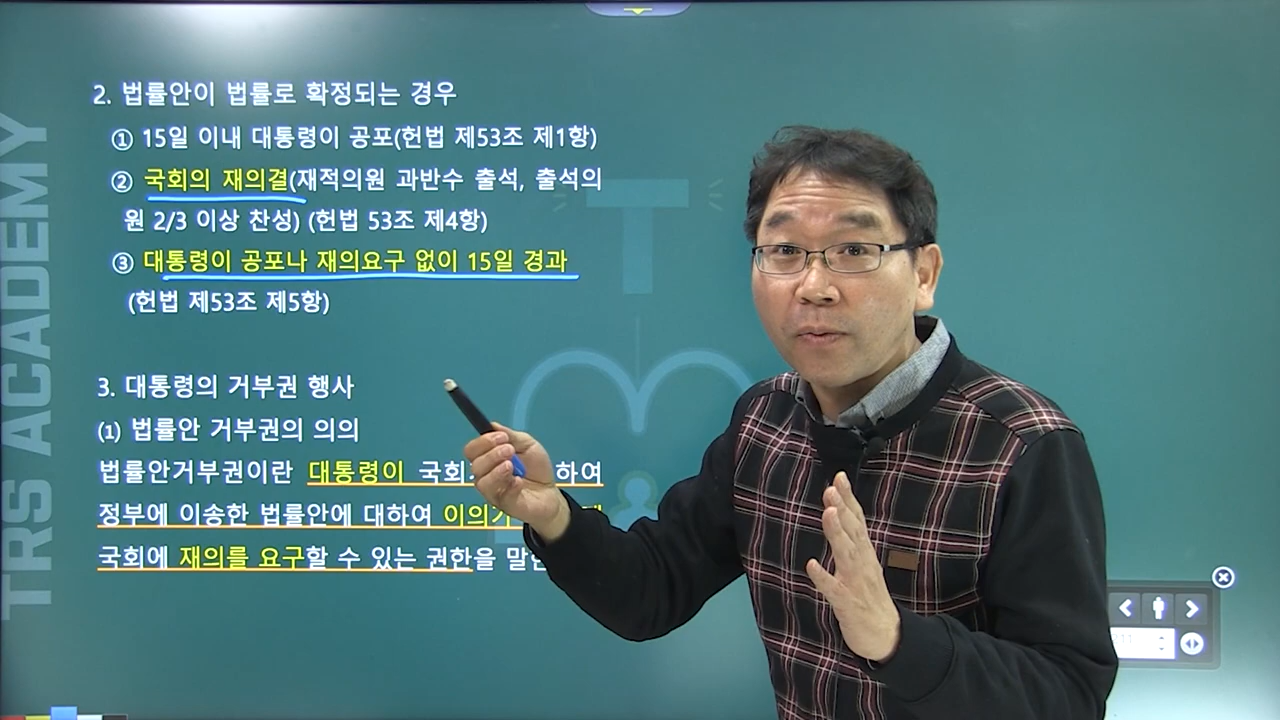 TRS ACADEMY
2. 법률안이 법률로 확정되는 경우
① 15일 이내 대통령이 공포(헌법 제53조 제1항)
② 국회의 재의결(재적의원 과반수 출석, 출석의
원 2/3 이상 찬성) (헌법 53조 제4항)
③ 대통령이 공포나 재의요구 없이 15일 경과
(헌법 제53조 제5항)
3. 대통령의 거부권 행사
(1) 법률안 거부권의 의의
법률안거부권이란 대통령이 하여
정부에 이송한 법률안에 대하여
국회에 재의를 요구할 수 있는 권한을